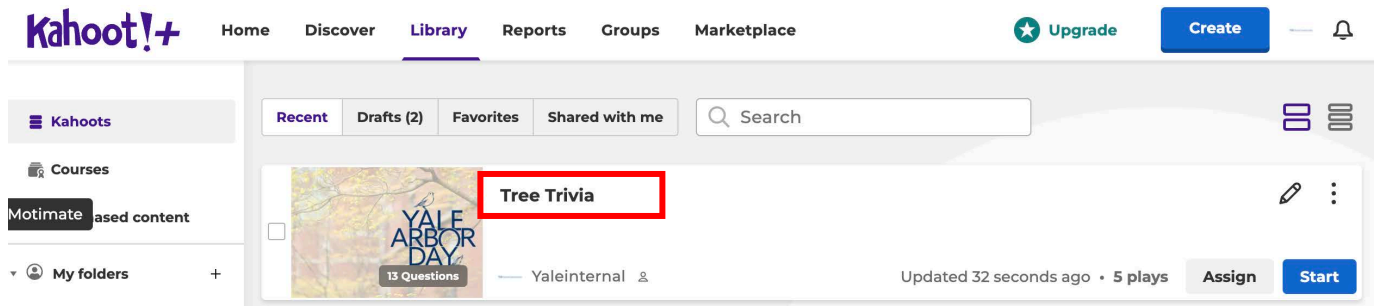 Kahoot!+ Home Discover Library Reports Groups Marketplace Upgrade Create
Recent Drafts (2) Favorites Shared with me Search
Kahoots
Courses
Motimate ased content
My folders +
Tree Trivia
YALE
ARBOR
DAY
13 Questions
Yaleinternal
Updated 32 seconds ago • 5 plays Assign Start